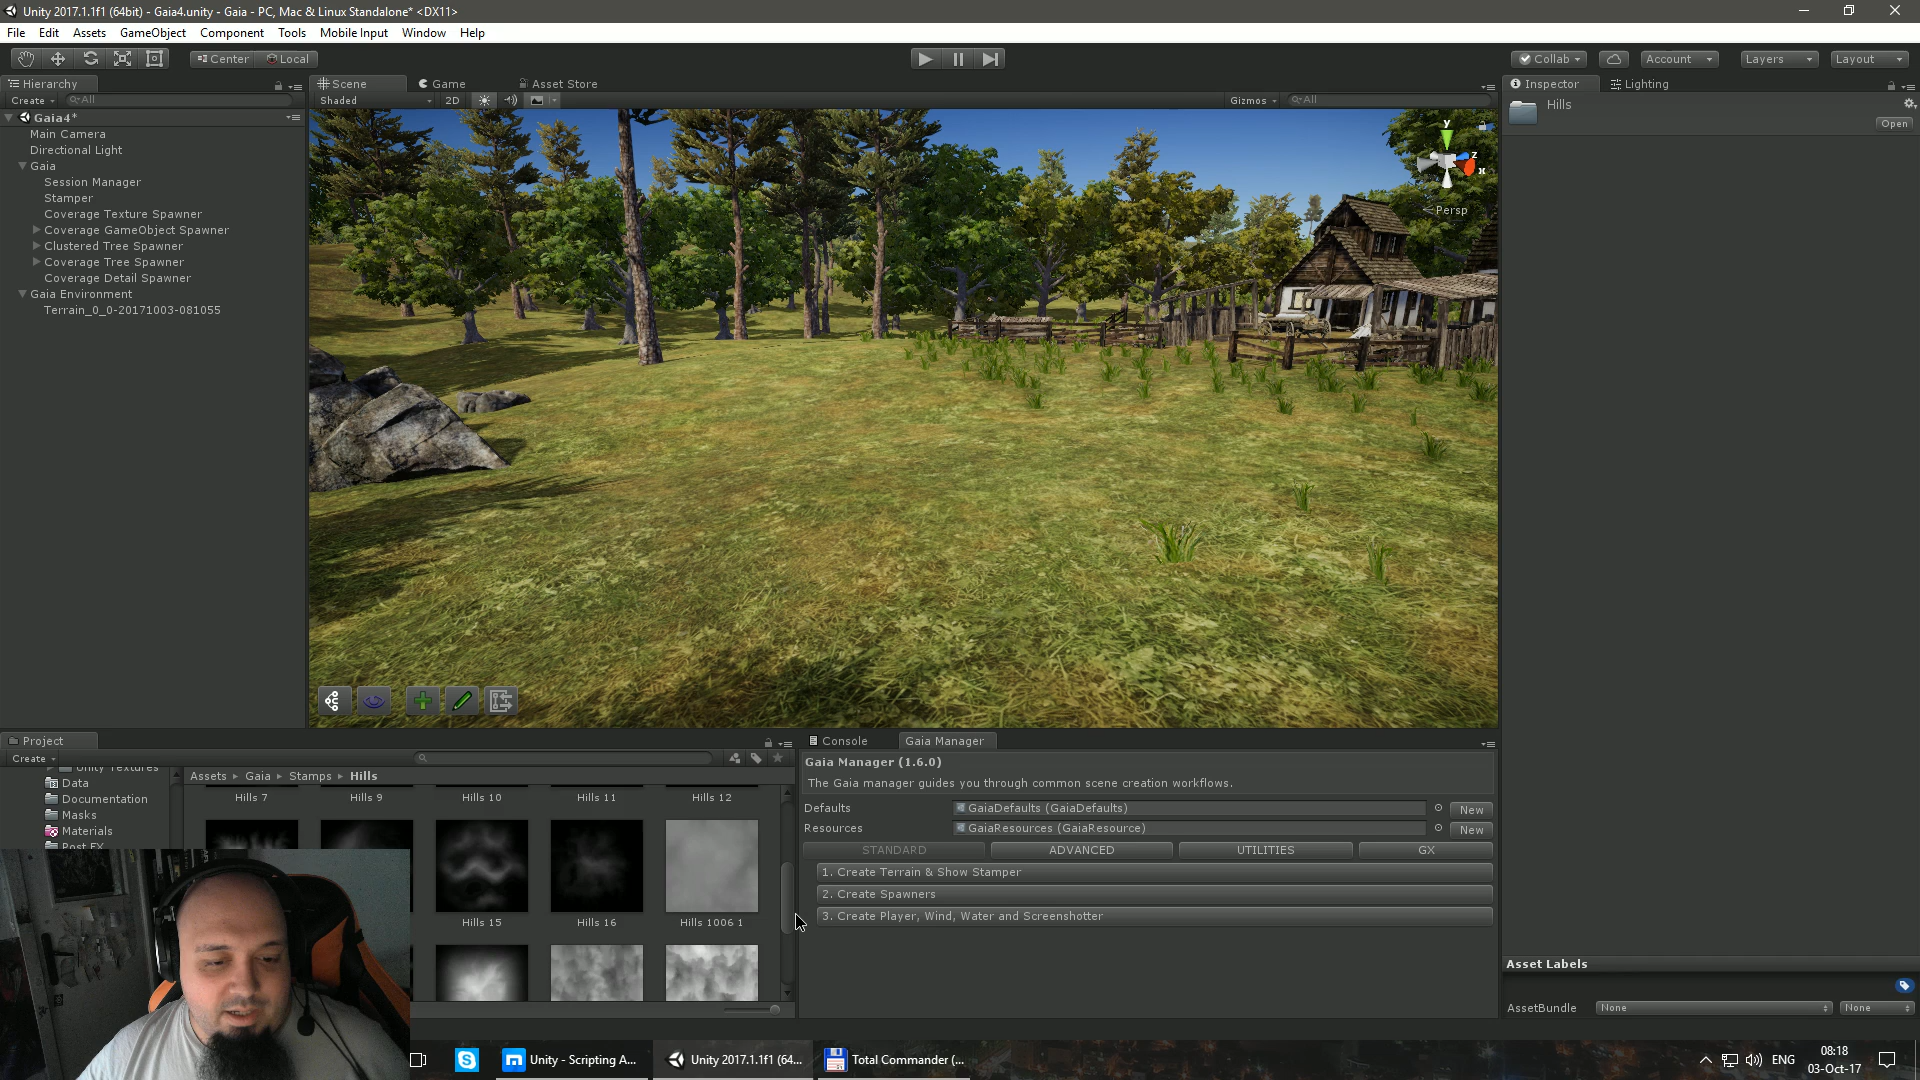 Unity 2017.1.1f1 (64bit) - Gaia4.unity - Gaia - PC, Mac & Linux Standalone* <DX11>
File Edit Assets GameObject Component Tools Mobile Input Window Help
Center Local Collab Account Layers Layout
Hierarchy
Create All
Gaia4*
Main Camera
Directional Light
Gaia
Session Manager
Stamper
Coverage Texture Spawner
Coverage GameObject Spawner
Clustered Tree Spawner
Coverage Tree Spawner
Coverage Detail Spawner
Gaia Environment
Terrain_0_0-20171003-081055
Scene Game Asset Store
Shaded 2D Gizmos All
y
z
x
Persp
Inspector Lighting
Hills
Open
Project
Create
Unity Textures
Data
Documentation
Masks
Materials
Post FX
Assets Gaia Stamps Hills
Hills 7 Hills 9 Hills 10 Hills 11 Hills 12
Hills 15 Hills 16 Hills 1006 1
Console Gaia Manager
Gaia Manager (1.6.0)
The Gaia manager guides you through common scene creation workflows.
Defaults GaiaDefaults (GaiaDefaults) New
Resources GaiaResources (GaiaResource) New
STANDARD ADVANCED UTILITIES GX
1. Create Terrain & Show Stamper
2. Create Spawners
3. Create Player, Wind, Water and Screenshotter
Asset Labels
AssetBundle None None
Unity - Scripting A... Unity 2017.1.1f1 (64... Total Commander (...
ENG
08:18
03-Oct-17